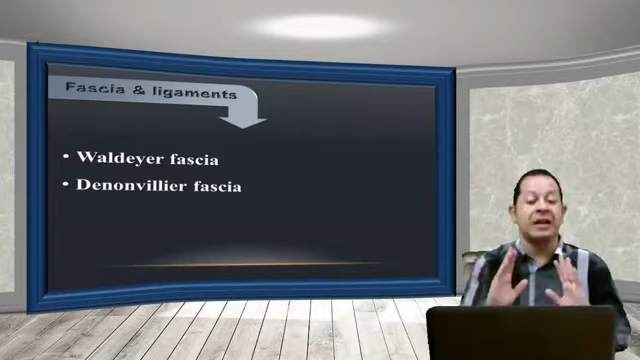 Fascia & ligaments
• Waldeyer fascia
• Denonvillier fascia